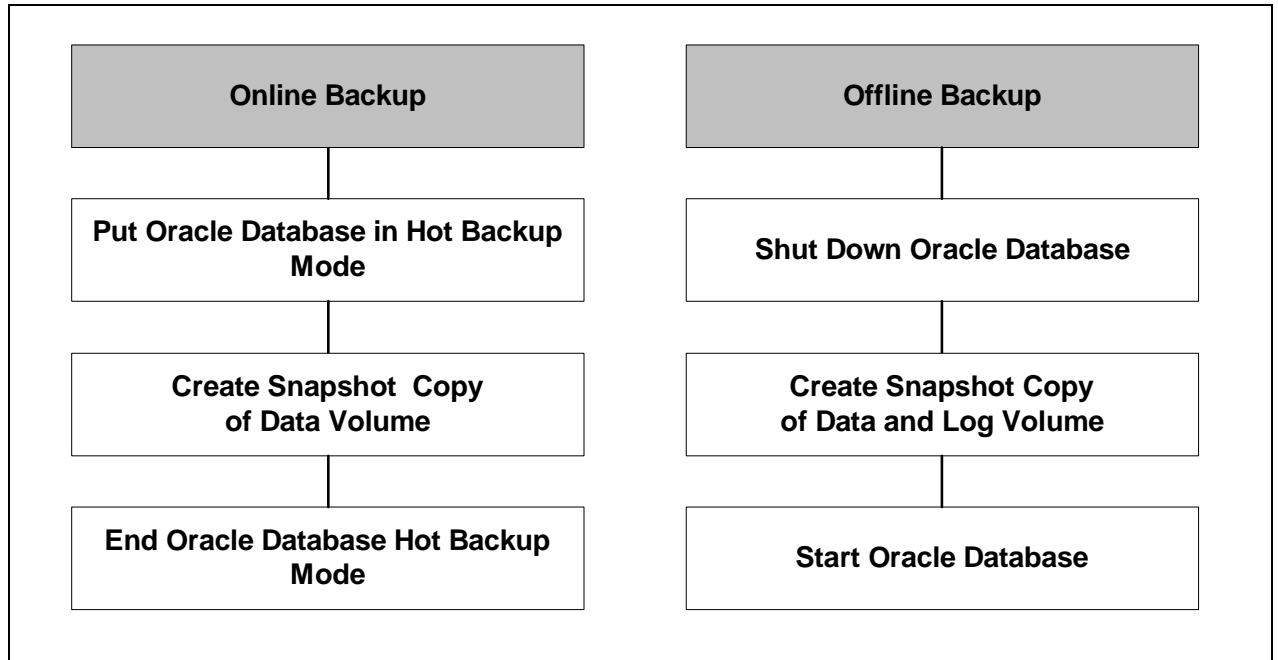 Online Backup
Put Oracle Database in Hot Backup
Mode
Create Snapshot Copy
of Data Volume
End Oracle Database Hot Backup
Mode
Offline Backup
Shut Down Oracle Database
Create Snapshot Copy
of Data and Log Volume
Start Oracle Database